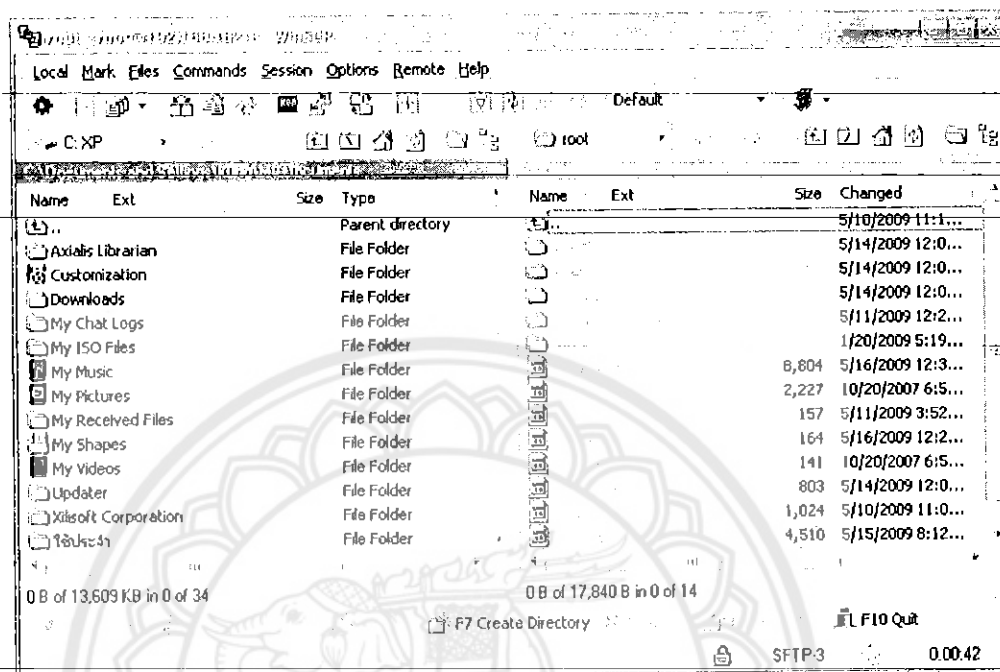 WinSCP
Local Mark Files Commands Session Options Remote Help
Default
C: XP root
Name Ext Size Type Name Ext Size Changed
.. Parent directory .. 5/10/2009 11:1...
Axialis Librarian File Folder 5/14/2009 12:0...
Customization File Folder 5/14/2009 12:0...
Downloads File Folder 5/14/2009 12:0...
My Chat Logs File Folder 5/11/2009 12:2...
My ISO Files File Folder 1/20/2009 5:19...
My Music File Folder 8,804 5/16/2009 12:3...
My Pictures File Folder 2,227 10/20/2007 6:5...
My Received Files File Folder 157 5/11/2009 3:52...
My Shapes File Folder 164 5/16/2009 12:2...
My Videos File Folder 141 10/20/2007 6:5...
Updater File Folder 803 5/14/2009 12:0...
Xilisoft Corporation File Folder 1,024 5/10/2009 11:0...
ใช้ประจำ File Folder 4,510 5/15/2009 8:12...
0 B of 13,609 KB in 0 of 34 0 B of 17,840 B in 0 of 14
F7 Create Directory F10 Quit
SFTP-3 0:00:42